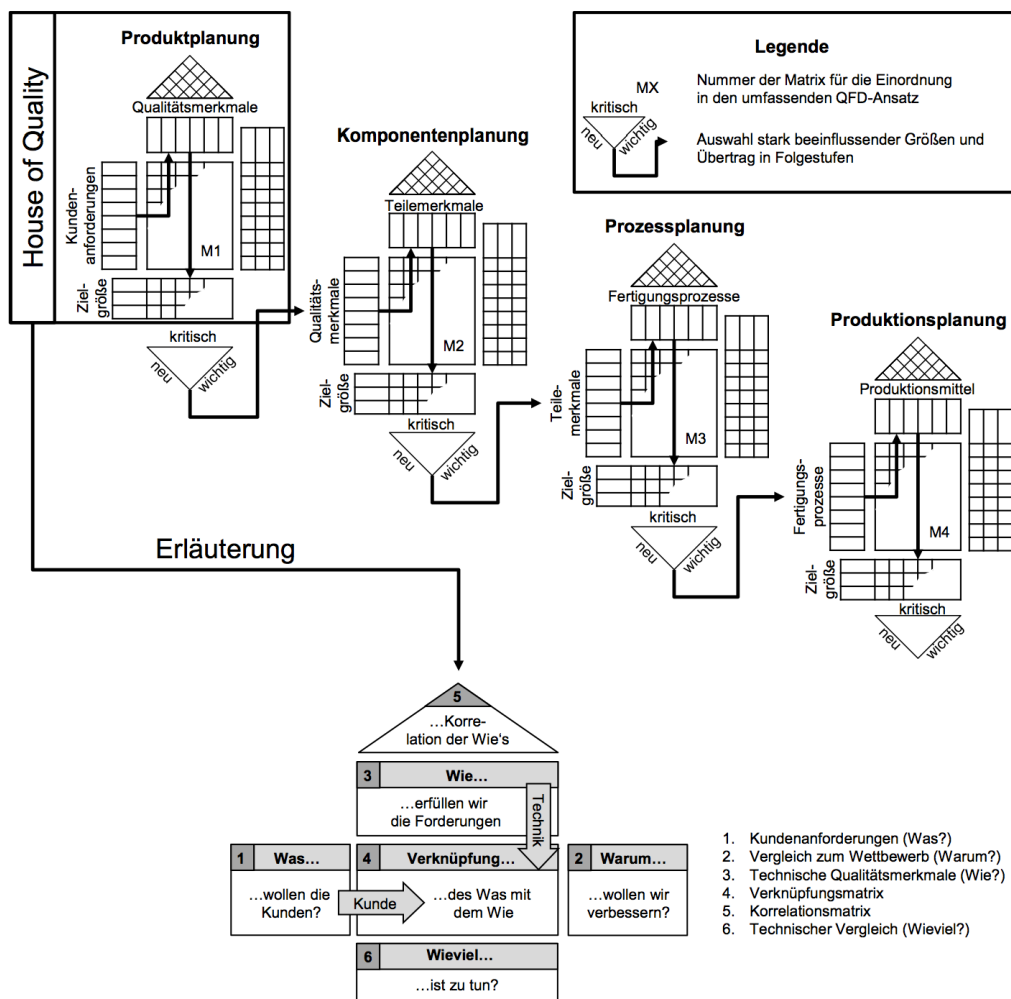 House of Quality
Produktplanung
Qualitätsmerkmale
Kunden-
anforderungen
M1
Ziel-
größe
kritisch
neu
wichtig
Komponentenplanung
Teilemerkmale
Qualitäts-
merkmale
M2
Ziel-
größe
kritisch
neu
wichtig
Prozessplanung
Fertigungsprozesse
Teile-
merkmale
M3
Ziel-
größe
kritisch
neu
wichtig
Produktionsplanung
Produktionsmittel
Fertigungs-
prozesse
M4
Ziel-
größe
kritisch
neu
wichtig
Legende
MX
Nummer der Matrix für die Einordnung
in den umfassenden QFD-Ansatz
kritisch
neu
wichtig
Auswahl stark beeinflussender Größen und
Übertrag in Folgestufen
Erläuterung
5
...Korre-
lation der Wie's
3 Wie...
...erfüllen wir
die Forderungen
Technik
1 Was...
...wollen die
Kunden?
Kunde
4 Verknüpfung...
...des Was mit
dem Wie
2 Warum...
...wollen wir
verbessern?
6 Wieviel...
...ist zu tun?
1. Kundenanforderungen (Was?)
2. Vergleich zum Wettbewerb (Warum?)
3. Technische Qualitätsmerkmale (Wie?)
4. Verknüpfungsmatrix
5. Korrelationsmatrix
6. Technischer Vergleich (Wieviel?)